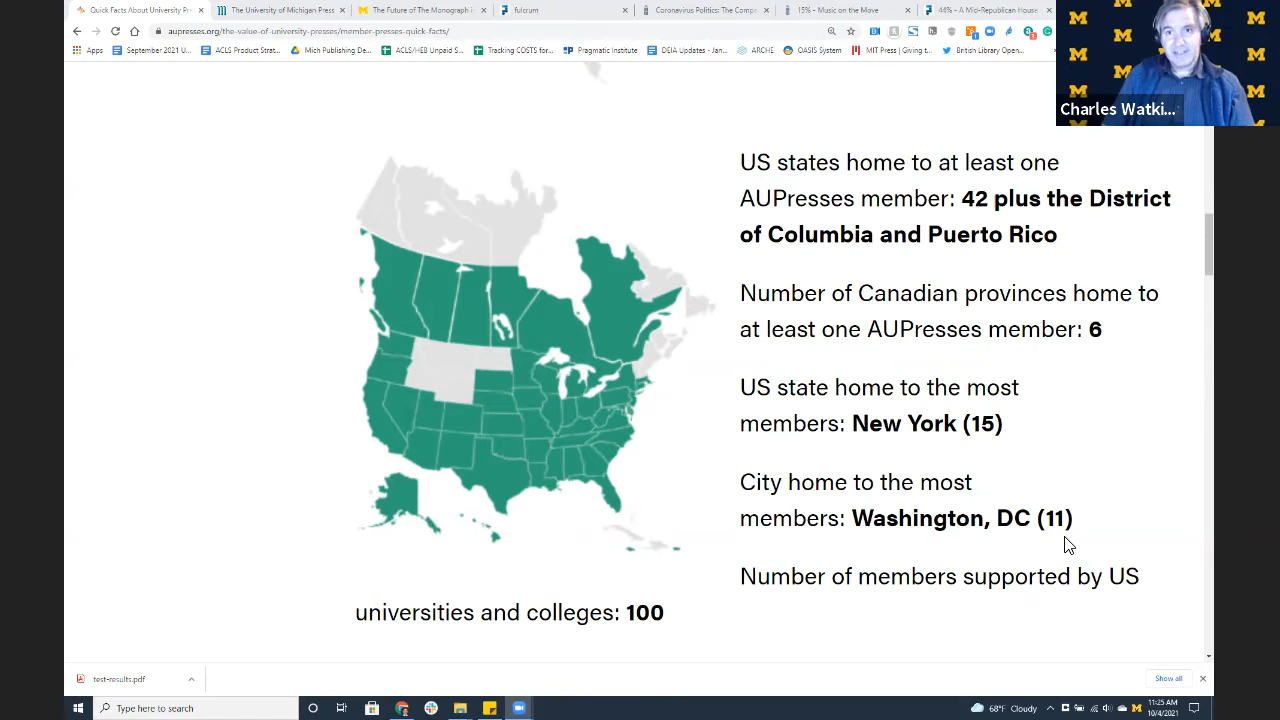 Quick Facts About University Pre
The University of Michigan Press
The Future of The Monograph in
fulcrum
Coronavirus Politics: The Comp
15% - Music on the Move
44% - A Mid-Republican House
aupresses.org/the-value-of-university-presses/member-presses-quick-facts/
Apps
September 2021 U...
ACLS Product Strat...
Mich Publishing De...
ACLS/HEB Unpaid S...
Tracking COSTS for...
Pragmatic Institute
DEIA Updates - Jan...
ARCHE
OASIS System
MIT Press | Giving t...
British Library Open...
Charles Watki...
US states home to at least one
AUPresses member: 42 plus the District
of Columbia and Puerto Rico
Number of Canadian provinces home to
at least one AUPresses member: 6
US state home to the most
members: New York (15)
City home to the most
members: Washington, DC (11)
Number of members supported by US
universities and colleges: 100
test-results.pdf
Show all
Type here to search
68°F Cloudy
11:25 AM
10/4/2021